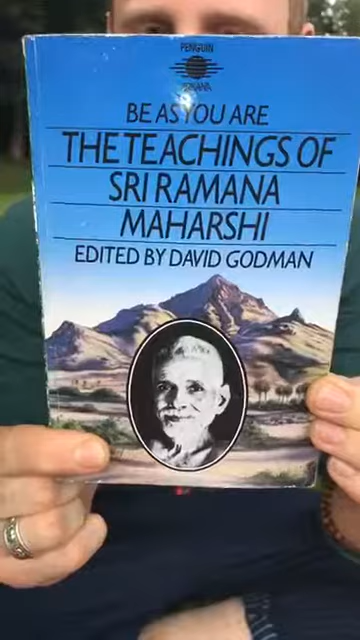 PENGUIN
ARKANA
BE AS YOU ARE
THE TEACHINGS OF
SRI RAMANA
MAHARSHI
EDITED BY DAVID GODMAN